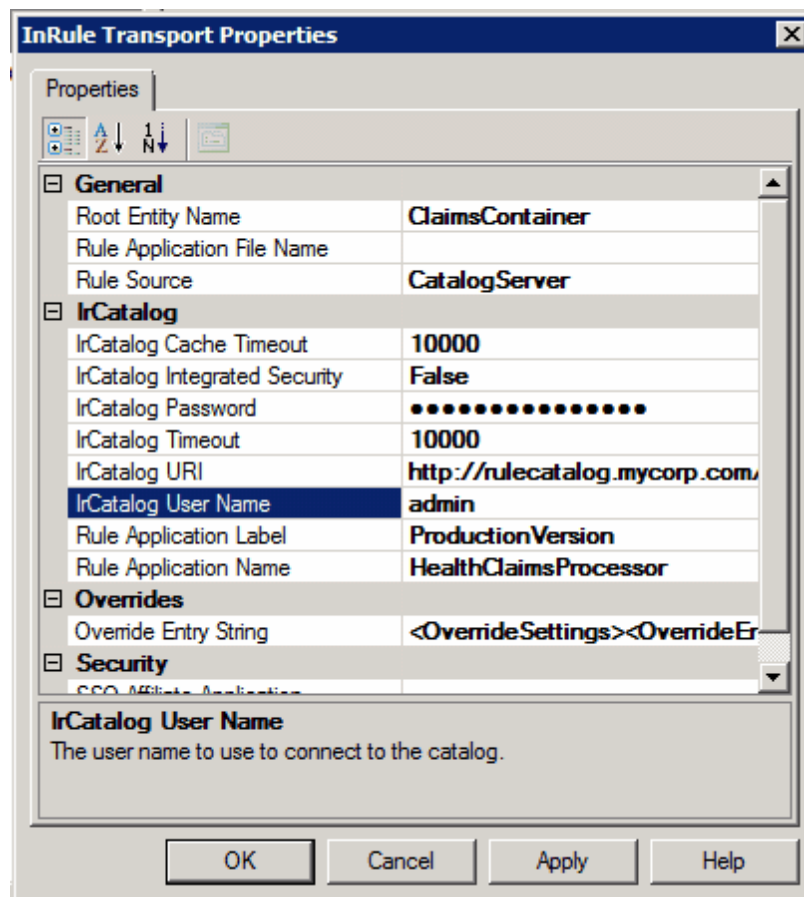 InRule Transport Properties
Properties
General
Root Entity Name ClaimsContainer
Rule Application File Name
Rule Source CatalogServer
IrCatalog
IrCatalog Cache Timeout 10000
IrCatalog Integrated Security False
IrCatalog Password ●●●●●●●●●●●●●●●
IrCatalog Timeout 10000
IrCatalog URI http://rulecatalog.mycorp.com/
IrCatalog User Name admin
Rule Application Label ProductionVersion
Rule Application Name HealthClaimsProcessor
Overrides
Override Entry String <OverrideSettings><OverrideEr
Security
SSO Affiliate Application
IrCatalog User Name
The user name to use to connect to the catalog.
OK Cancel Apply Help